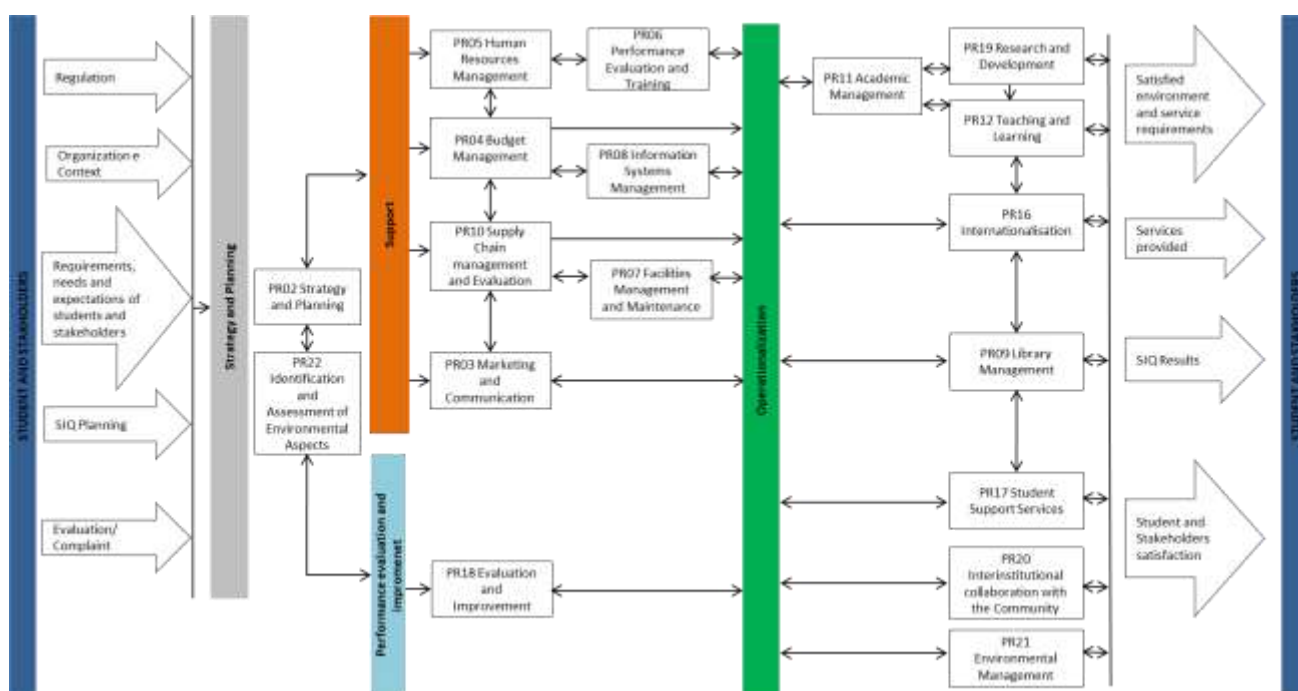 STUDENT AND STAKHOLDERS
Regulation
Organization e
Context
Requirements,
needs and
expectations of
students and
stakeholders
SIQ Planning
Evaluation/
Complaint
Strategy and Planning
PR02 Strategy
and Planning
PR22
Identification
and
Assessment of
Environmental
Aspects
Support
Performance evaluation and
impromenet
PR05 Human
Resources
Management
PR06
Performance
Evaluation and
Training
PR04 Budget
Management
PR08 Information
Systems
Management
PR10 Supply
Chain
management
and Evaluation
PR07 Facilities
Management
and Maintenance
PR03 Marketing
and
Communication
PR18 Evaluation
and
Improvement
Operationalization
PR11 Academic
Management
PR19 Research and
Development
PR12 Teaching and
Learning
PR16
Internationalisation
PR09 Library
Management
PR17 Student
Support Services
PR20
Interinstitutional
collaboration with
the Community
PR21
Environmental
Management
Satisfied
environment
and service
requirements
Services
provided
SIQ Results
Student and
Stakeholders
satisfaction
STUDENT AND STAKHOLDERS